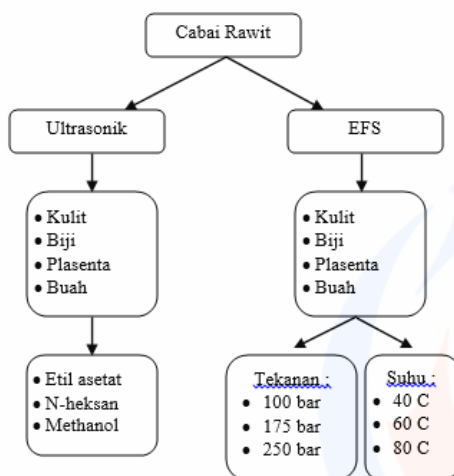 Cabai Rawit
Ultrasonik
EFS
• Kulit
• Biji
• Plasenta
• Buah
• Kulit
• Biji
• Plasenta
• Buah
• Etil asetat
• N-heksan
• Methanol
Tekanan :
• 100 bar
• 175 bar
• 250 bar
Suhu :
• 40 C
• 60 C
• 80 C